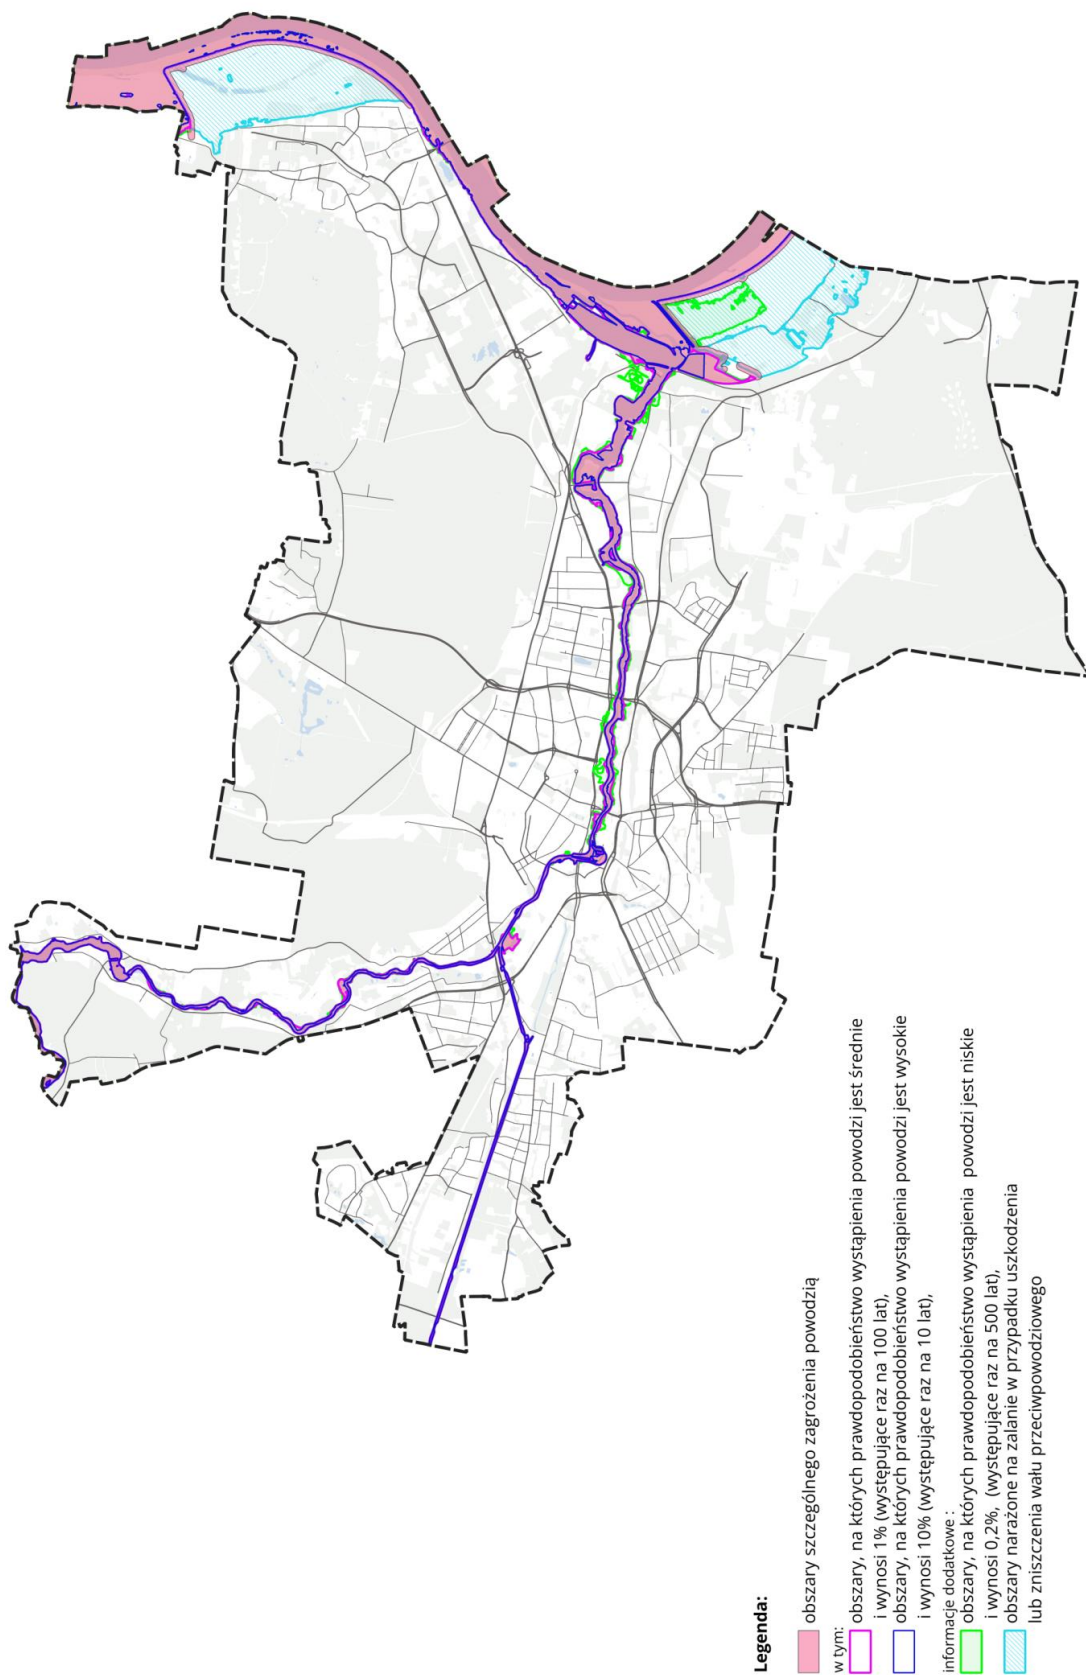 Legenda:
obszary szczególnego zagrożenia powodzią
w tym:
obszary, na których prawdopodobieństwo wystąpienia powodzi jest średnie
i wynosi 1% (występujące raz na 100 lat),
obszary, na których prawdopodobieństwo wystąpienia powodzi jest wysokie
i wynosi 10% (występujące raz na 10 lat),
informacje dodatkowe :
obszary, na których prawdopodobieństwo wystąpienia powodzi jest niskie
i wynosi 0,2%, (występujące raz na 500 lat),
obszary narażone na zalanie w przypadku uszkodzenia
lub zniszczenia wału przeciwpowodziowego